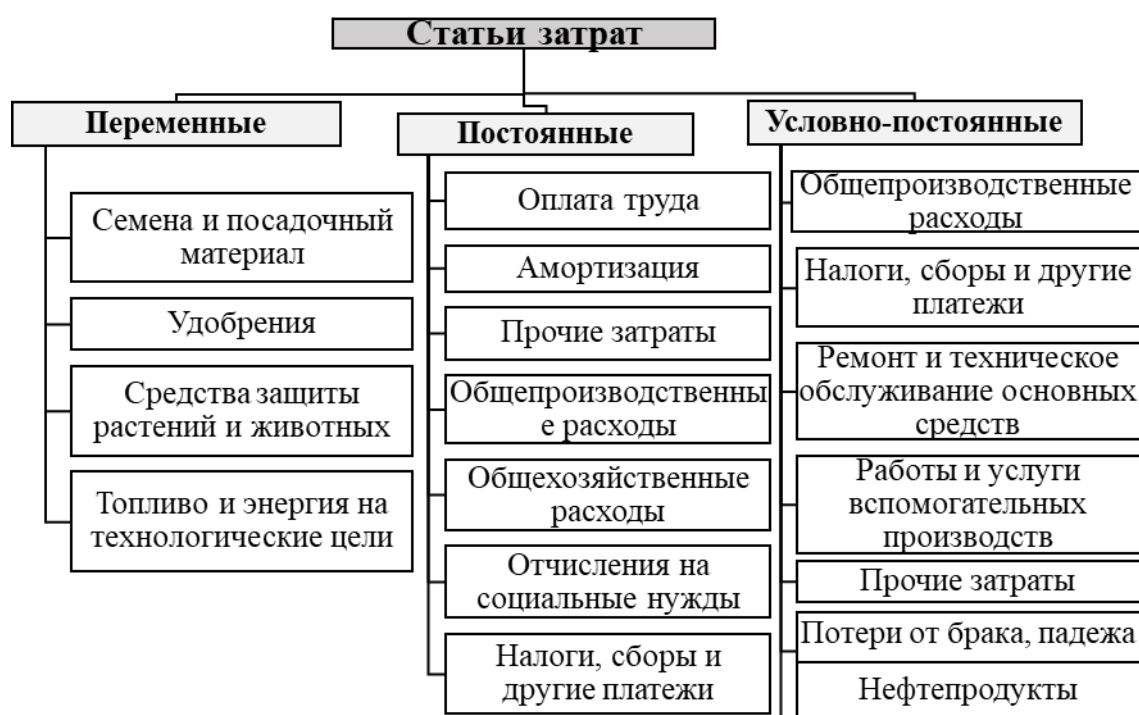 Статьи затрат
Переменные
Семена и посадочный
материал
Удобрения
Средства защиты
растений и животных
Топливо и энергия на
технологические цели
Постоянные
Оплата труда
Амортизация
Прочие затраты
Общепроизводственны
е расходы
Общехозяйственные
расходы
Отчисления на
социальные нужды
Налоги, сборы и
другие платежи
Условно-постоянные
Общепроизводственные
расходы
Налоги, сборы и другие
платежи
Ремонт и техническое
обслуживание основных
средств
Работы и услуги
вспомогательных
производств
Прочие затраты
Потери от брака, падежа
Нефтепродукты